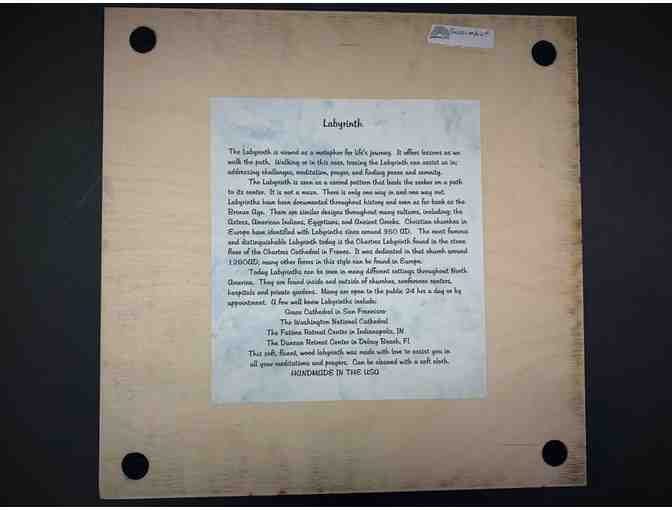 Labyrinth
The Labyrinth is viewed as a metaphor for life's journey. It offers lessons as we
walk the path. Walking or in this case, tracing the Labyrinth can assist us in;
addressing challenges, meditation, prayer, and finding peace and serenity.
The Labyrinth is seen as a sacred pattern that leads the seeker on a path
to its center. It is not a maze. There is only one way in and one way out.
Labyrinths have been documented throughout history and seen as far back as the
Bronze Age. There are similar designs throughout many cultures, including; the
Aztecs, American Indians, Egyptians, and Ancient Greeks. Christian churches in
Europe have identified with Labyrinths since around 350 AD. The most famous
and distinguishable Labyrinth today is the Chartres Labyrinth found in the stone
floor of the Chartres Cathedral in France. It was dedicated in that church around
1260AD; many other forms in this style can be found in Europe.
Today Labyrinths can be seen in many different settings throughout North
America. They are found inside and outside of churches, conference centers,
hospitals and private gardens. Many are open to the public 24 hrs a day or by
appointment. A few well know Labyrinths include:
Grace Cathedral in San Francisco
The Washington National Cathedral
The Fatima Retreat Center in Indianapolis, IN
The Duncan Retreat Center in Delray Beach, Fl
This soft, fluent, wood labyrinth was made with love to assist you in
all your meditations and prayers. Can be cleaned with a soft cloth.
HANDMADE IN THE USA